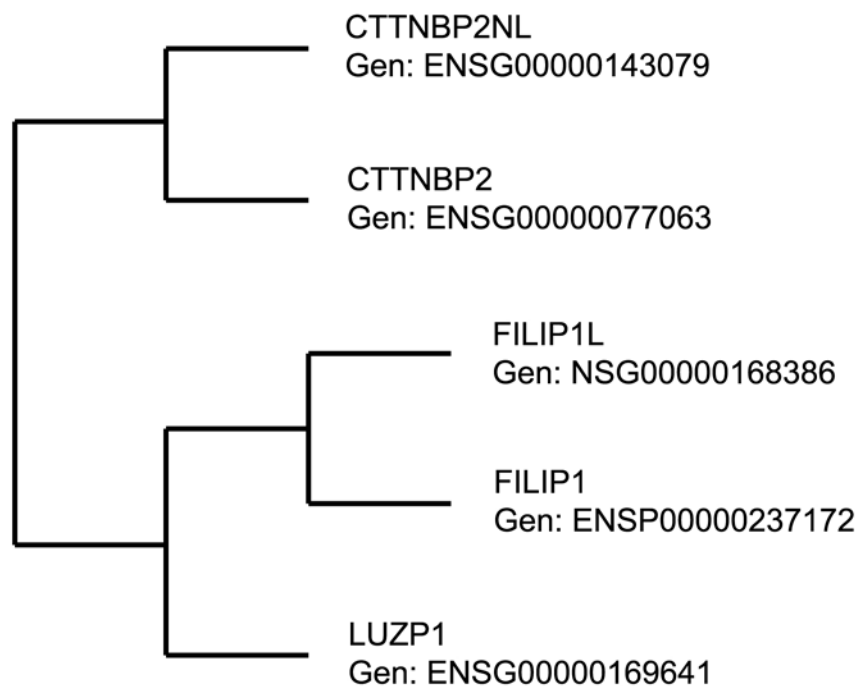 CTTNBP2NL
Gen: ENSG00000143079
CTTNBP2
Gen: ENSG00000077063
FILIP1L
Gen: NSG00000168386
FILIP1
Gen: ENSP00000237172
LUZP1
Gen: ENSG00000169641